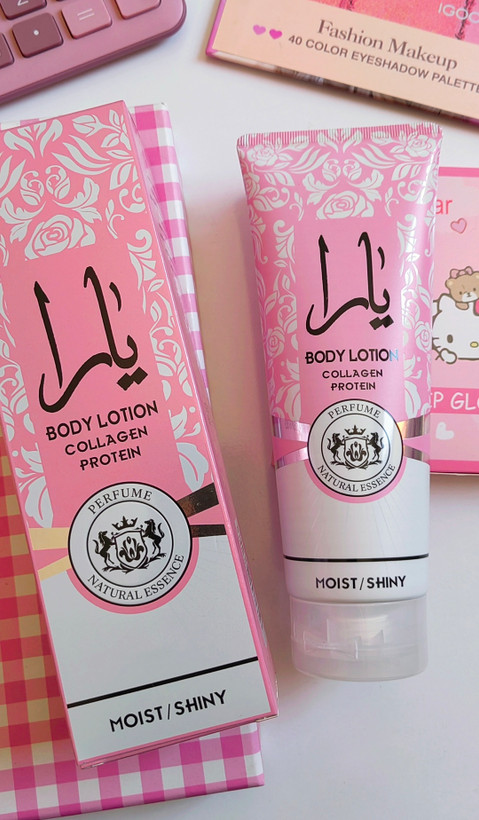 =
Fashion Makeup
40 COLOR EYESHADOW PALETTE
يارا
BODY LOTION
COLLAGEN
PROTEIN
PERFUME
NATURAL ESSENCE
MOIST/SHINY
يارا
BODY LOTION
COLLAGEN
PROTEIN
PERFUME
NATURAL ESSENCE
MOIST/SHINY